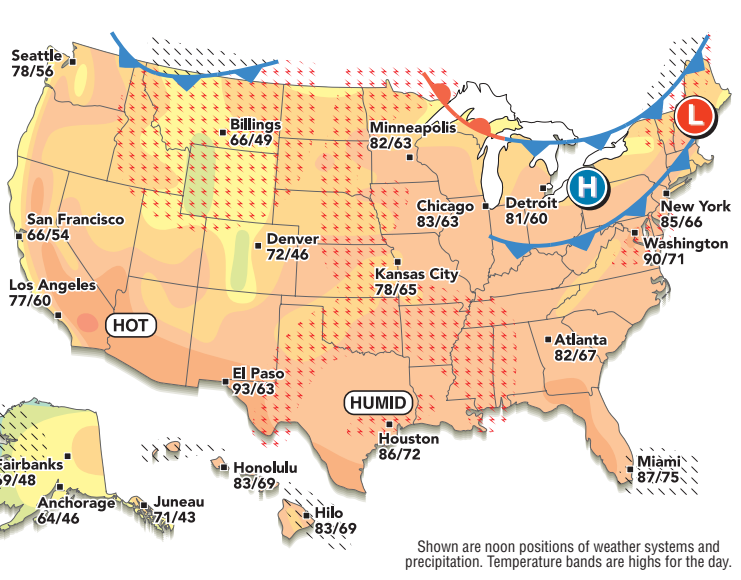 Seattle
78/56
Billings
66/49
Minneapolis
82/63
L
H
Chicago
83/63
Detroit
81/60
New York
85/66
San Francisco
66/54
Denver
72/46
Washington
90/71
Kansas City
78/65
Los Angeles
77/60
HOT
Atlanta
82/67
El Paso
93/63
HUMID
Houston
86/72
Fairbanks
69/48
Honolulu
83/69
Miami
87/75
Anchorage
64/46
Juneau
71/43
Hilo
83/69
Shown are noon positions of weather systems and
precipitation. Temperature bands are highs for the day.